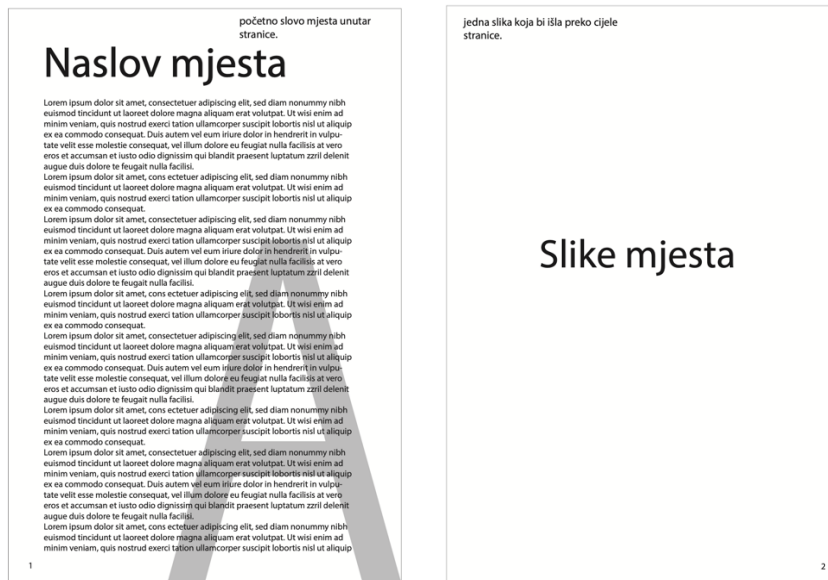 početno slovo mjesta unutar
stranice.
Naslov mjesta
Lorem ipsum dolor sit amet, consectetuer adipiscing elit, sed diam nonummy nibh
euismod tincidunt ut laoreet dolore magna aliquam erat volutpat. Ut wisi enim ad
minim veniam, quis nostrud exerci tation ullamcorper suscipit lobortis nisl ut aliquip
ex ea commodo consequat. Duis autem vel eum iriure dolor in hendrerit in vulpu-
tate velit esse molestie consequat, vel illum dolore eu feugiat nulla facilisis at vero
eros et accumsan et iusto odio dignissim qui blandit praesent luptatum zzril delenit
augue duis dolore te feugait nulla facilisi.
Lorem ipsum dolor sit amet, cons ectetuer adipiscing elit, sed diam nonummy nibh
euismod tincidunt ut laoreet dolore magna aliquam erat volutpat. Ut wisi enim ad
minim veniam, quis nostrud exerci tation ullamcorper suscipit lobortis nisl ut aliquip
ex ea commodo consequat.
Lorem ipsum dolor sit amet, consectetuer adipiscing elit, sed diam nonummy nibh
euismod tincidunt ut laoreet dolore magna aliquam erat volutpat. Ut wisi enim ad
minim veniam, quis nostrud exerci tation ullamcorper suscipit lobortis nisl ut aliquip
ex ea commodo consequat. Duis autem vel eum iriure dolor in hendrerit in vulpu-
tate velit esse molestie consequat, vel illum dolore eu feugiat nulla facilisis at vero
eros et accumsan et iusto odio dignissim qui blandit praesent luptatum zzril delenit
augue duis dolore te feugait nulla facilisi.
Lorem ipsum dolor sit amet, cons ectetuer adipiscing elit, sed diam nonummy nibh
euismod tincidunt ut laoreet dolore magna aliquam erat volutpat. Ut wisi enim ad
minim veniam, quis nostrud exerci tation ullamcorper suscipit lobortis nisl ut aliquip
ex ea commodo consequat.
Lorem ipsum dolor sit amet, consectetuer adipiscing elit, sed diam nonummy nibh
euismod tincidunt ut laoreet dolore magna aliquam erat volutpat. Ut wisi enim ad
minim veniam, quis nostrud exerci tation ullamcorper suscipit lobortis nisl ut aliquip
ex ea commodo consequat. Duis autem vel eum iriure dolor in hendrerit in vulpu-
tate velit esse molestie consequat, vel illum dolore eu feugiat nulla facilisis at vero
eros et accumsan et iusto odio dignissim qui blandit praesent luptatum zzril delenit
augue duis dolore te feugait nulla facilisi.
Lorem ipsum dolor sit amet, cons ectetuer adipiscing elit, sed diam nonummy nibh
euismod tincidunt ut laoreet dolore magna aliquam erat volutpat. Ut wisi enim ad
minim veniam, quis nostrud exerci tation ullamcorper suscipit lobortis nisl ut aliquip
ex ea commodo consequat.
Lorem ipsum dolor sit amet, consectetuer adipiscing elit, sed diam nonummy nibh
euismod tincidunt ut laoreet dolore magna aliquam erat volutpat. Ut wisi enim ad
minim veniam, quis nostrud exerci tation ullamcorper suscipit lobortis nisl ut aliquip
ex ea commodo consequat. Duis autem vel eum iriure dolor in hendrerit in vulpu-
tate velit esse molestie consequat, vel illum dolore eu feugiat nulla facilisis at vero
eros et accumsan et iusto odio dignissim qui blandit praesent luptatum zzril delenit
augue duis dolore te feugait nulla facilisi.
Lorem ipsum dolor sit amet, cons ectetuer adipiscing elit, sed diam nonummy nibh
euismod tincidunt ut laoreet dolore magna aliquam erat volutpat. Ut wisi enim ad
minim veniam, quis nostrud exerci tation ullamcorper suscipit lobortis nisl ut aliquip
A
1
jedna slika koja bi išla preko cijele
stranice.
Slike mjesta
2